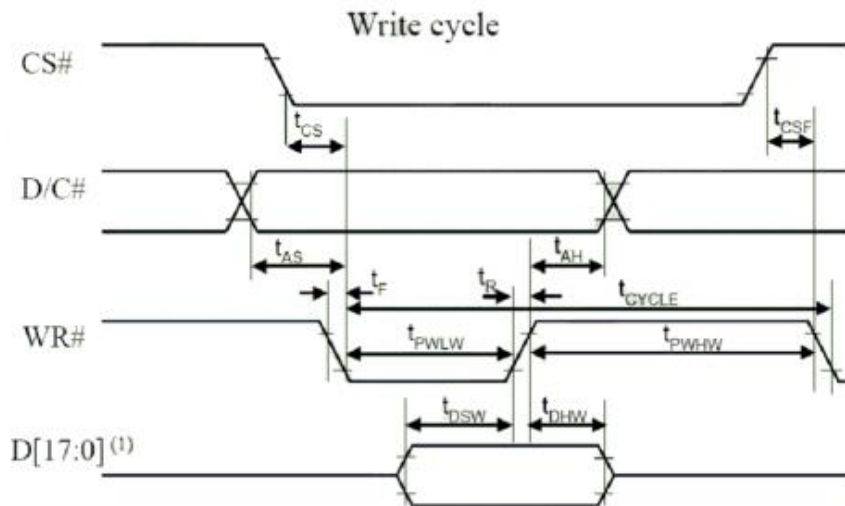 Write cycle
CS#
tCS
tCSF
D/C#
tAS
tAH
tF
tR
tCYCLE
WR#
tPWLW
tPWHW
tDSW
tDHW
D[17:0] (1)